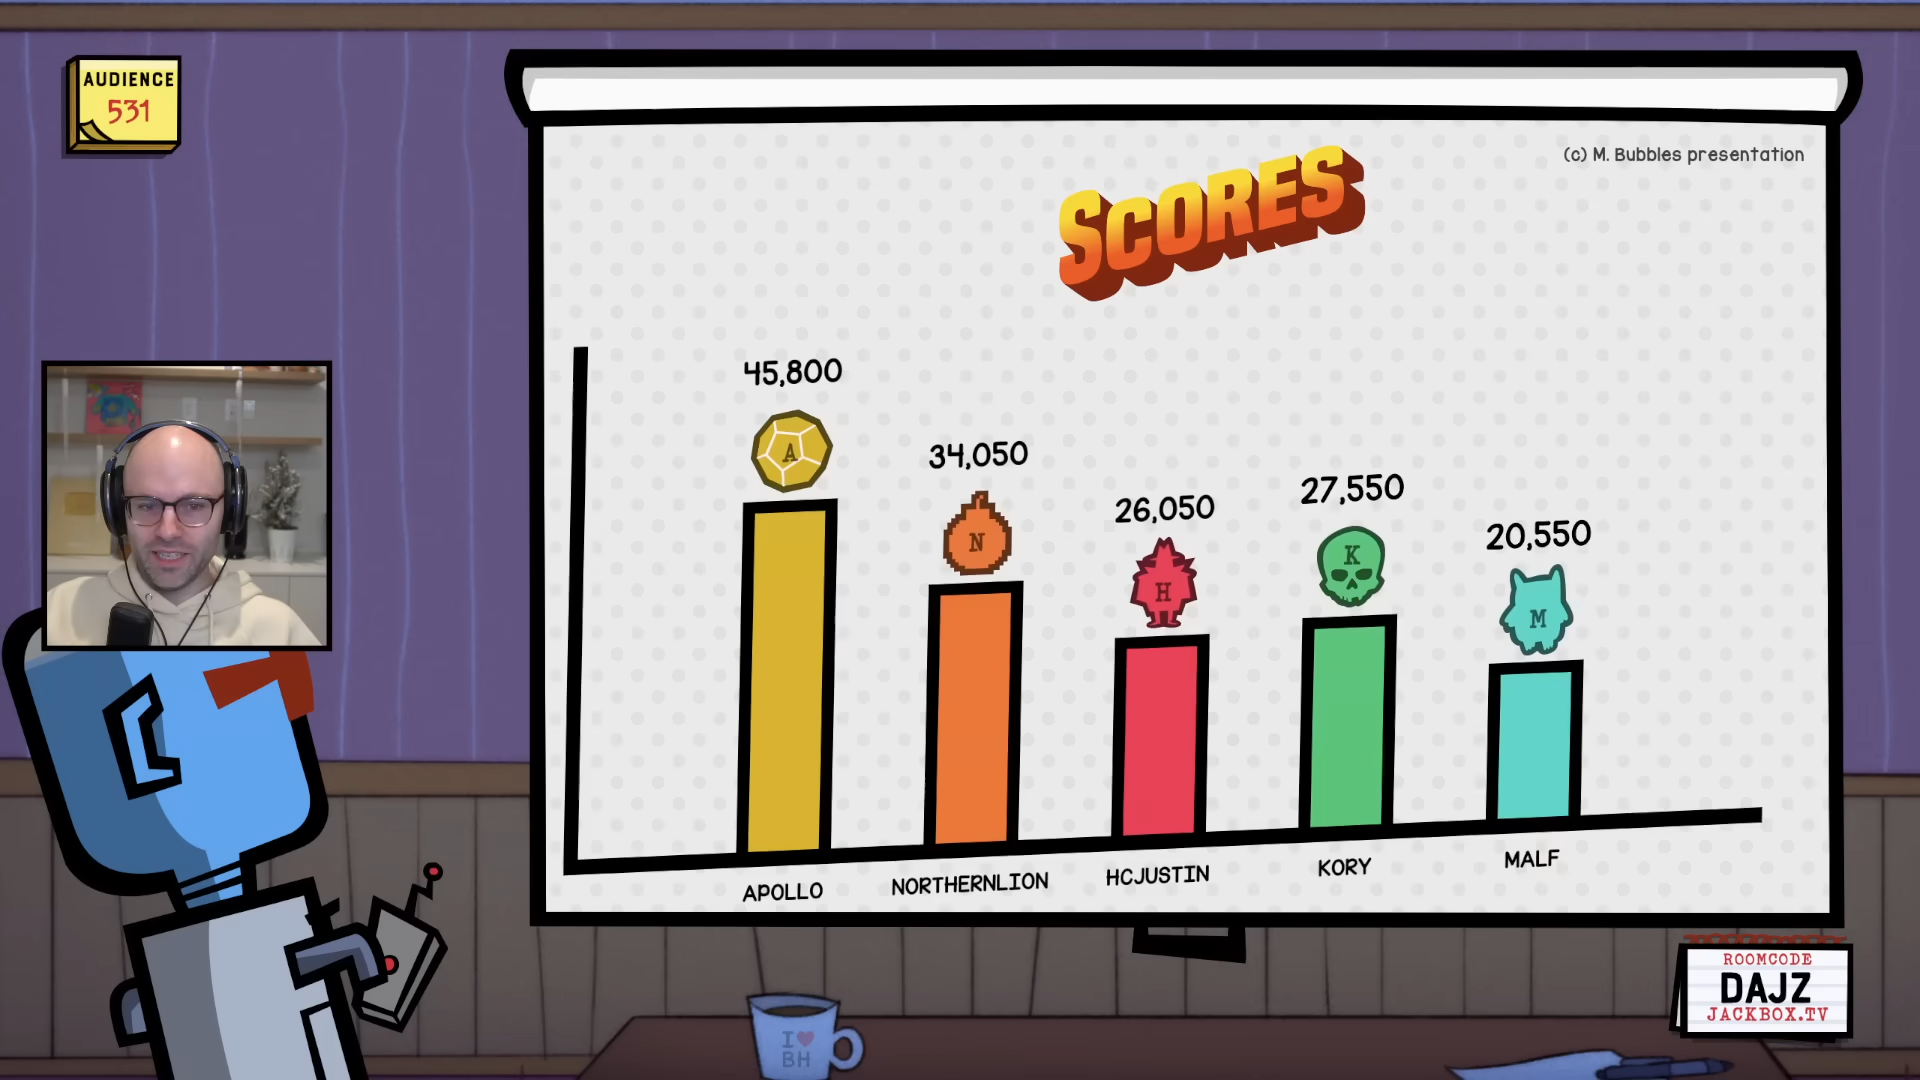 AUDIENCE
531
(c) M. Bubbles presentation
SCORES
45,800
A
34,050
N
26,050
H
27,550
K
20,550
M
APOLLO
NORTHERNLION
HCJUSTIN
KORY
MALF
ROOMCODE
DAJZ
JACKBOX.TV
I♥
BH